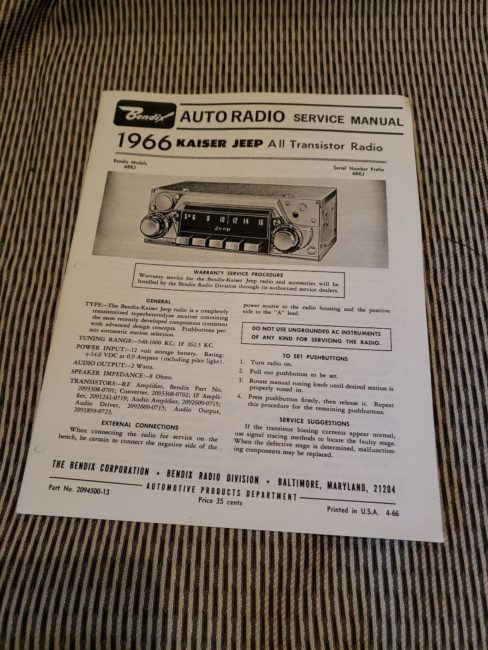 Bendix
AUTO RADIO SERVICE MANUAL
1966 KAISER JEEP All Transistor Radio
Bendix Models
6BKJ
Serial Number Prefix
6BKJ
Jeep
WARRANTY SERVICE PROCEDURE
Warranty service for the Bendix-Kaiser Jeep radio and accessories will be
handled by the Bendix Radio Division through its authorized service dealers.
GENERAL
TYPE:—The Bendix-Kaiser Jeep radio is a completely
transistorized superheterodyne receiver containing
the most recently developed components consistent
with advanced design concepts. Pushbuttons per-
mit automatic station selection.
TUNING RANGE:—540-1600 KC, IF 262.5 KC.
POWER INPUT:—12 volt storage battery. Rating:
+14.0 VDC at 0.9 Ampere (including pilot light).
AUDIO OUTPUT:—2 Watts.
SPEAKER IMPEDANCE:—8 Ohms.
TRANSISTORS:—RF Amplifier, Bendix Part No.
2093308-0701; Converter, 2093308-0702; IF Ampli-
fier, 2091241-0719; Audio Amplifier, 2092609-0715;
Audio Driver, 2092609-0713; Audio Output,
2091859-0723.
EXTERNAL CONNECTIONS
When connecting the radio for service on the
bench, be certain to connect the negative side of the
power source to the radio housing and the positive
side to the "A" lead.
DO NOT USE UNGROUNDED AC INSTRUMENTS
OF ANY KIND FOR SERVICING THE RADIO.
TO SET PUSHBUTTONS
1. Turn radio on.
2. Pull out pushbutton to be set.
3. Rotate manual tuning knob until desired station is
properly tuned in.
4. Press pushbutton firmly, then release it. Repeat
this procedure for the remaining pushbuttons.
SERVICE SUGGESTIONS
If the transistor biasing currents appear normal,
use signal tracing methods to locate the faulty stage.
When the defective stage is determined, malfunction-
ing components may be replaced.
THE BENDIX CORPORATION • BENDIX RADIO DIVISION • BALTIMORE, MARYLAND, 21204
AUTOMOTIVE PRODUCTS DEPARTMENT
Part No. 2094500-13
Price 35 cents
Printed in U.S.A. 4-66